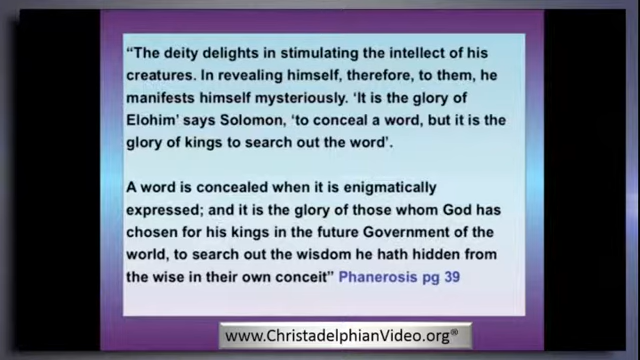 “The deity delights in stimulating the intellect of his
creatures. In revealing himself, therefore, to them, he
manifests himself mysteriously. ‘It is the glory of
Elohim’ says Solomon, ‘to conceal a word, but it is the
glory of kings to search out the word’.
A word is concealed when it is enigmatically
expressed; and it is the glory of those whom God has
chosen for his kings in the future Government of the
world, to search out the wisdom he hath hidden from
the wise in their own conceit” Phanerosis pg 39
www.ChristadelphianVideo.org®